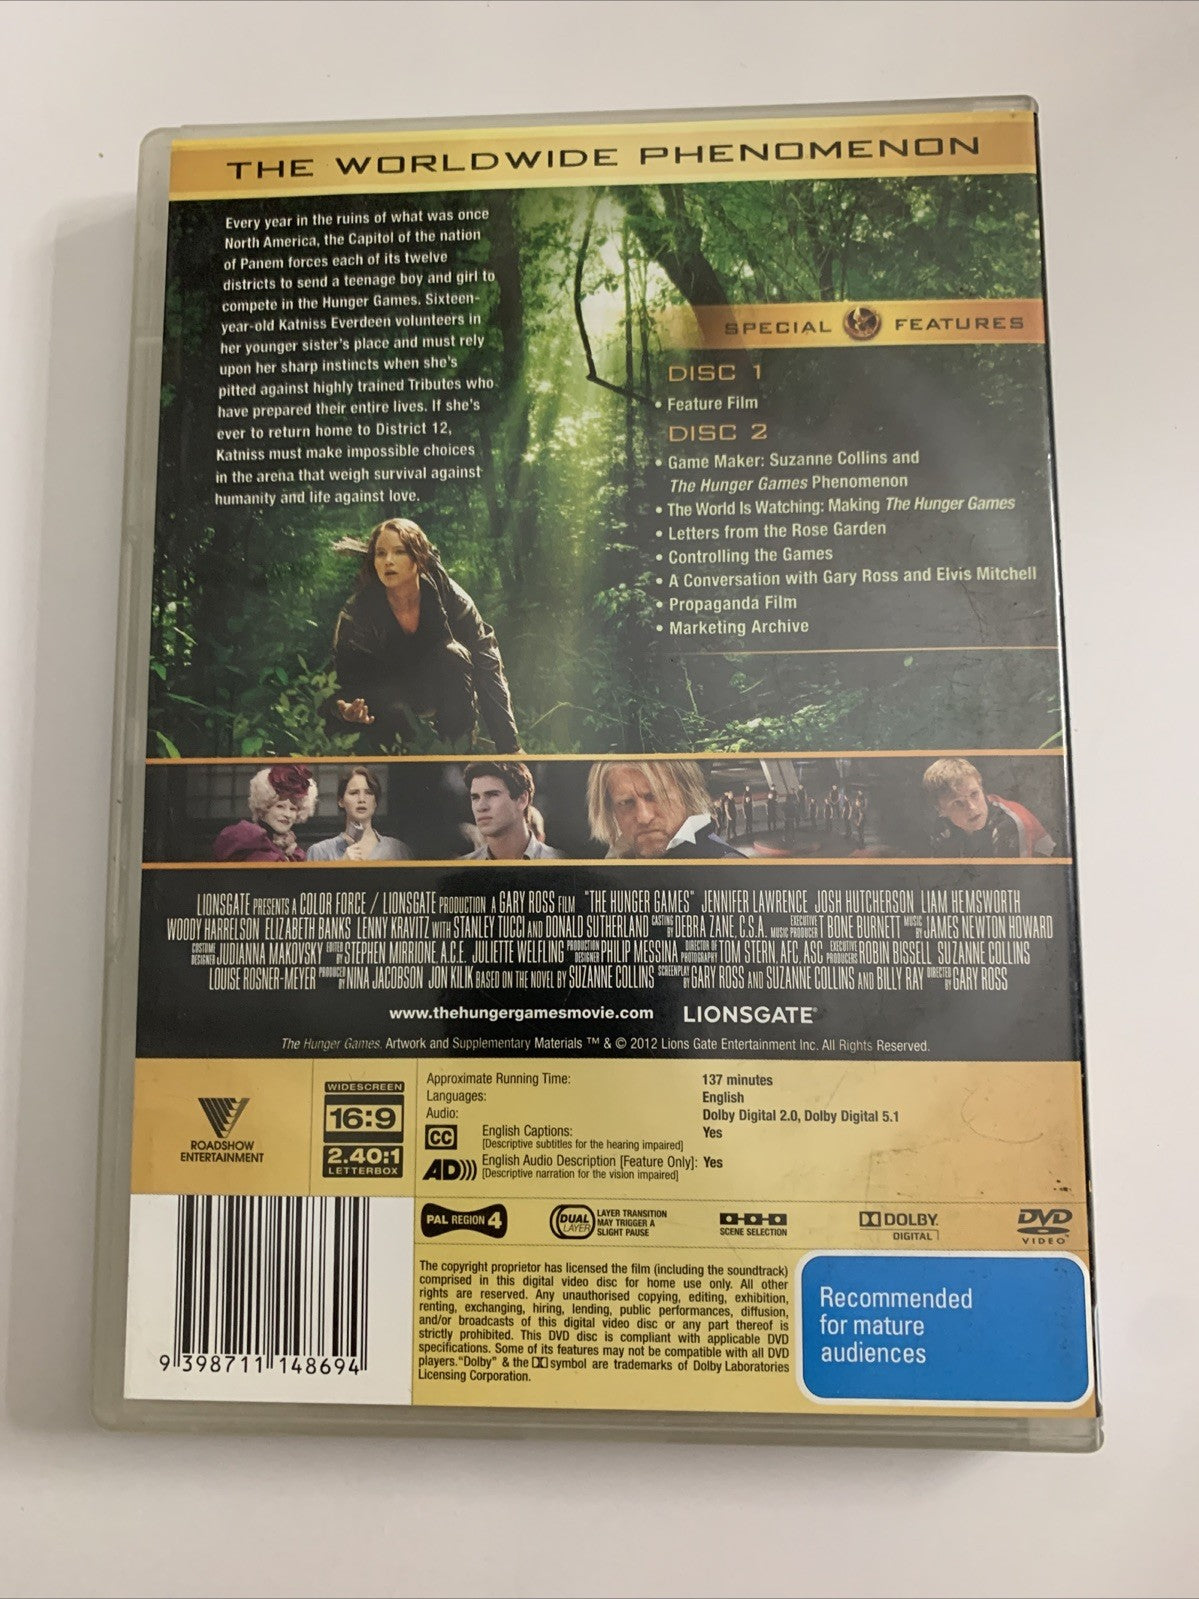 THE WORLDWIDE PHENOMENON
Every year in the ruins of what was once
North America, the Capitol of the nation
of Panem forces each of its twelve
districts to send a teenage boy and girl to
compete in the Hunger Games. Sixteen-
year-old Katniss Everdeen volunteers in
her younger sister's place and must rely
upon her sharp instincts when she's
pitted against highly trained Tributes who
have prepared their entire lives. If she's
ever to return home to District 12,
Katniss must make impossible choices
in the arena that weigh survival against
humanity and life against love.
SPECIAL FEATURES
DISC 1
• Feature Film
DISC 2
• Game Maker: Suzanne Collins and
The Hunger Games Phenomenon
• The World Is Watching: Making The Hunger Games
• Letters from the Rose Garden
• Controlling the Games
• A Conversation with Gary Ross and Elvis Mitchell
• Propaganda Film
• Marketing Archive
LIONSGATE PRESENTS A COLOR FORCE / LIONSGATE PRODUCTION A GARY ROSS FILM "THE HUNGER GAMES" JENNIFER LAWRENCE JOSH HUTCHERSON LIAM HEMSWORTH
WOODY HARRELSON ELIZABETH BANKS LENNY KRAVITZ WITH STANLEY TUCCI AND DONALD SUTHERLAND CASTING BY DEBRA ZANE, C.S.A. EXECUTIVE MUSIC PRODUCER T BONE BURNETT MUSIC BY JAMES NEWTON HOWARD
COSTUME DESIGNER JUDIANNA MAKOVSKY EDITED BY STEPHEN MIRRIONE, A.C.E. JULIETTE WELFLING PRODUCTION DESIGNER PHILIP MESSINA DIRECTOR OF PHOTOGRAPHY TOM STERN, AFC, ASC EXECUTIVE PRODUCERS ROBIN BISSELL SUZANNE COLLINS
LOUISE ROSNER-MEYER PRODUCED BY NINA JACOBSON JON KILIK BASED ON THE NOVEL BY SUZANNE COLLINS SCREENPLAY BY GARY ROSS AND SUZANNE COLLINS AND BILLY RAY DIRECTED BY GARY ROSS
www.thehungergamesmovie.com LIONSGATE®
The Hunger Games, Artwork and Supplementary Materials ™ & © 2012 Lions Gate Entertainment Inc. All Rights Reserved.
ROADSHOW
ENTERTAINMENT
WIDESCREEN
16:9
2.40:1
LETTERBOX
Approximate Running Time: 137 minutes
Languages: English
Audio: Dolby Digital 2.0, Dolby Digital 5.1
CC English Captions: Yes
[Descriptive subtitles for the hearing impaired]
AD))) English Audio Description [Feature Only]: Yes
[Descriptive narration for the vision impaired]
PAL REGION 4
DUAL LAYER
LAYER TRANSITION
MAY TRIGGER A
SLIGHT PAUSE
SCENE SELECTION
DOLBY
DIGITAL
DVD
VIDEO™
The copyright proprietor has licensed the film (including the soundtrack)
comprised in this digital video disc for home use only. All other
rights are reserved. Any unauthorised copying, editing, exhibition,
renting, exchanging, hiring, lending, public performances, diffusion,
and/or broadcasts of this digital video disc or any part thereof is
strictly prohibited. This DVD disc is compliant with applicable DVD
specifications. Some of its features may not be compatible with all DVD
players. "Dolby" & the DD symbol are trademarks of Dolby Laboratories
Licensing Corporation.
Recommended
for mature
audiences
9 398711 148694